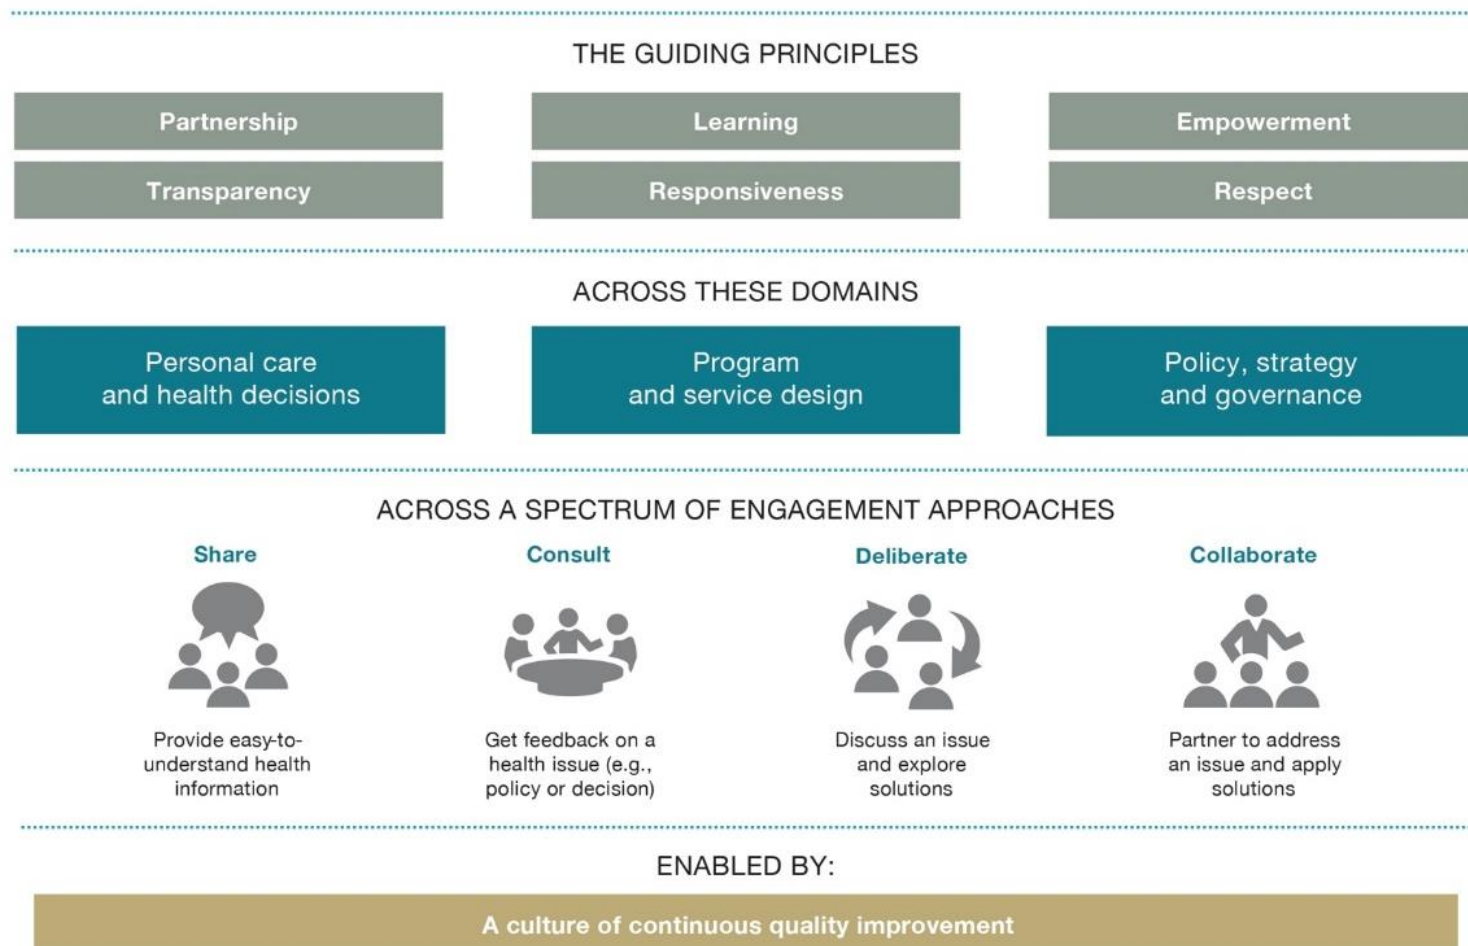 THE GUIDING PRINCIPLES
Partnership
Learning
Empowerment
Transparency
Responsiveness
Respect
ACROSS THESE DOMAINS
Personal care
and health decisions
Program
and service design
Policy, strategy
and governance
ACROSS A SPECTRUM OF ENGAGEMENT APPROACHES
Share
Provide easy-to-
understand health
information
Consult
Get feedback on a
health issue (e.g.,
policy or decision)
Deliberate
Discuss an issue
and explore
solutions
Collaborate
Partner to address
an issue and apply
solutions
ENABLED BY:
A culture of continuous quality improvement